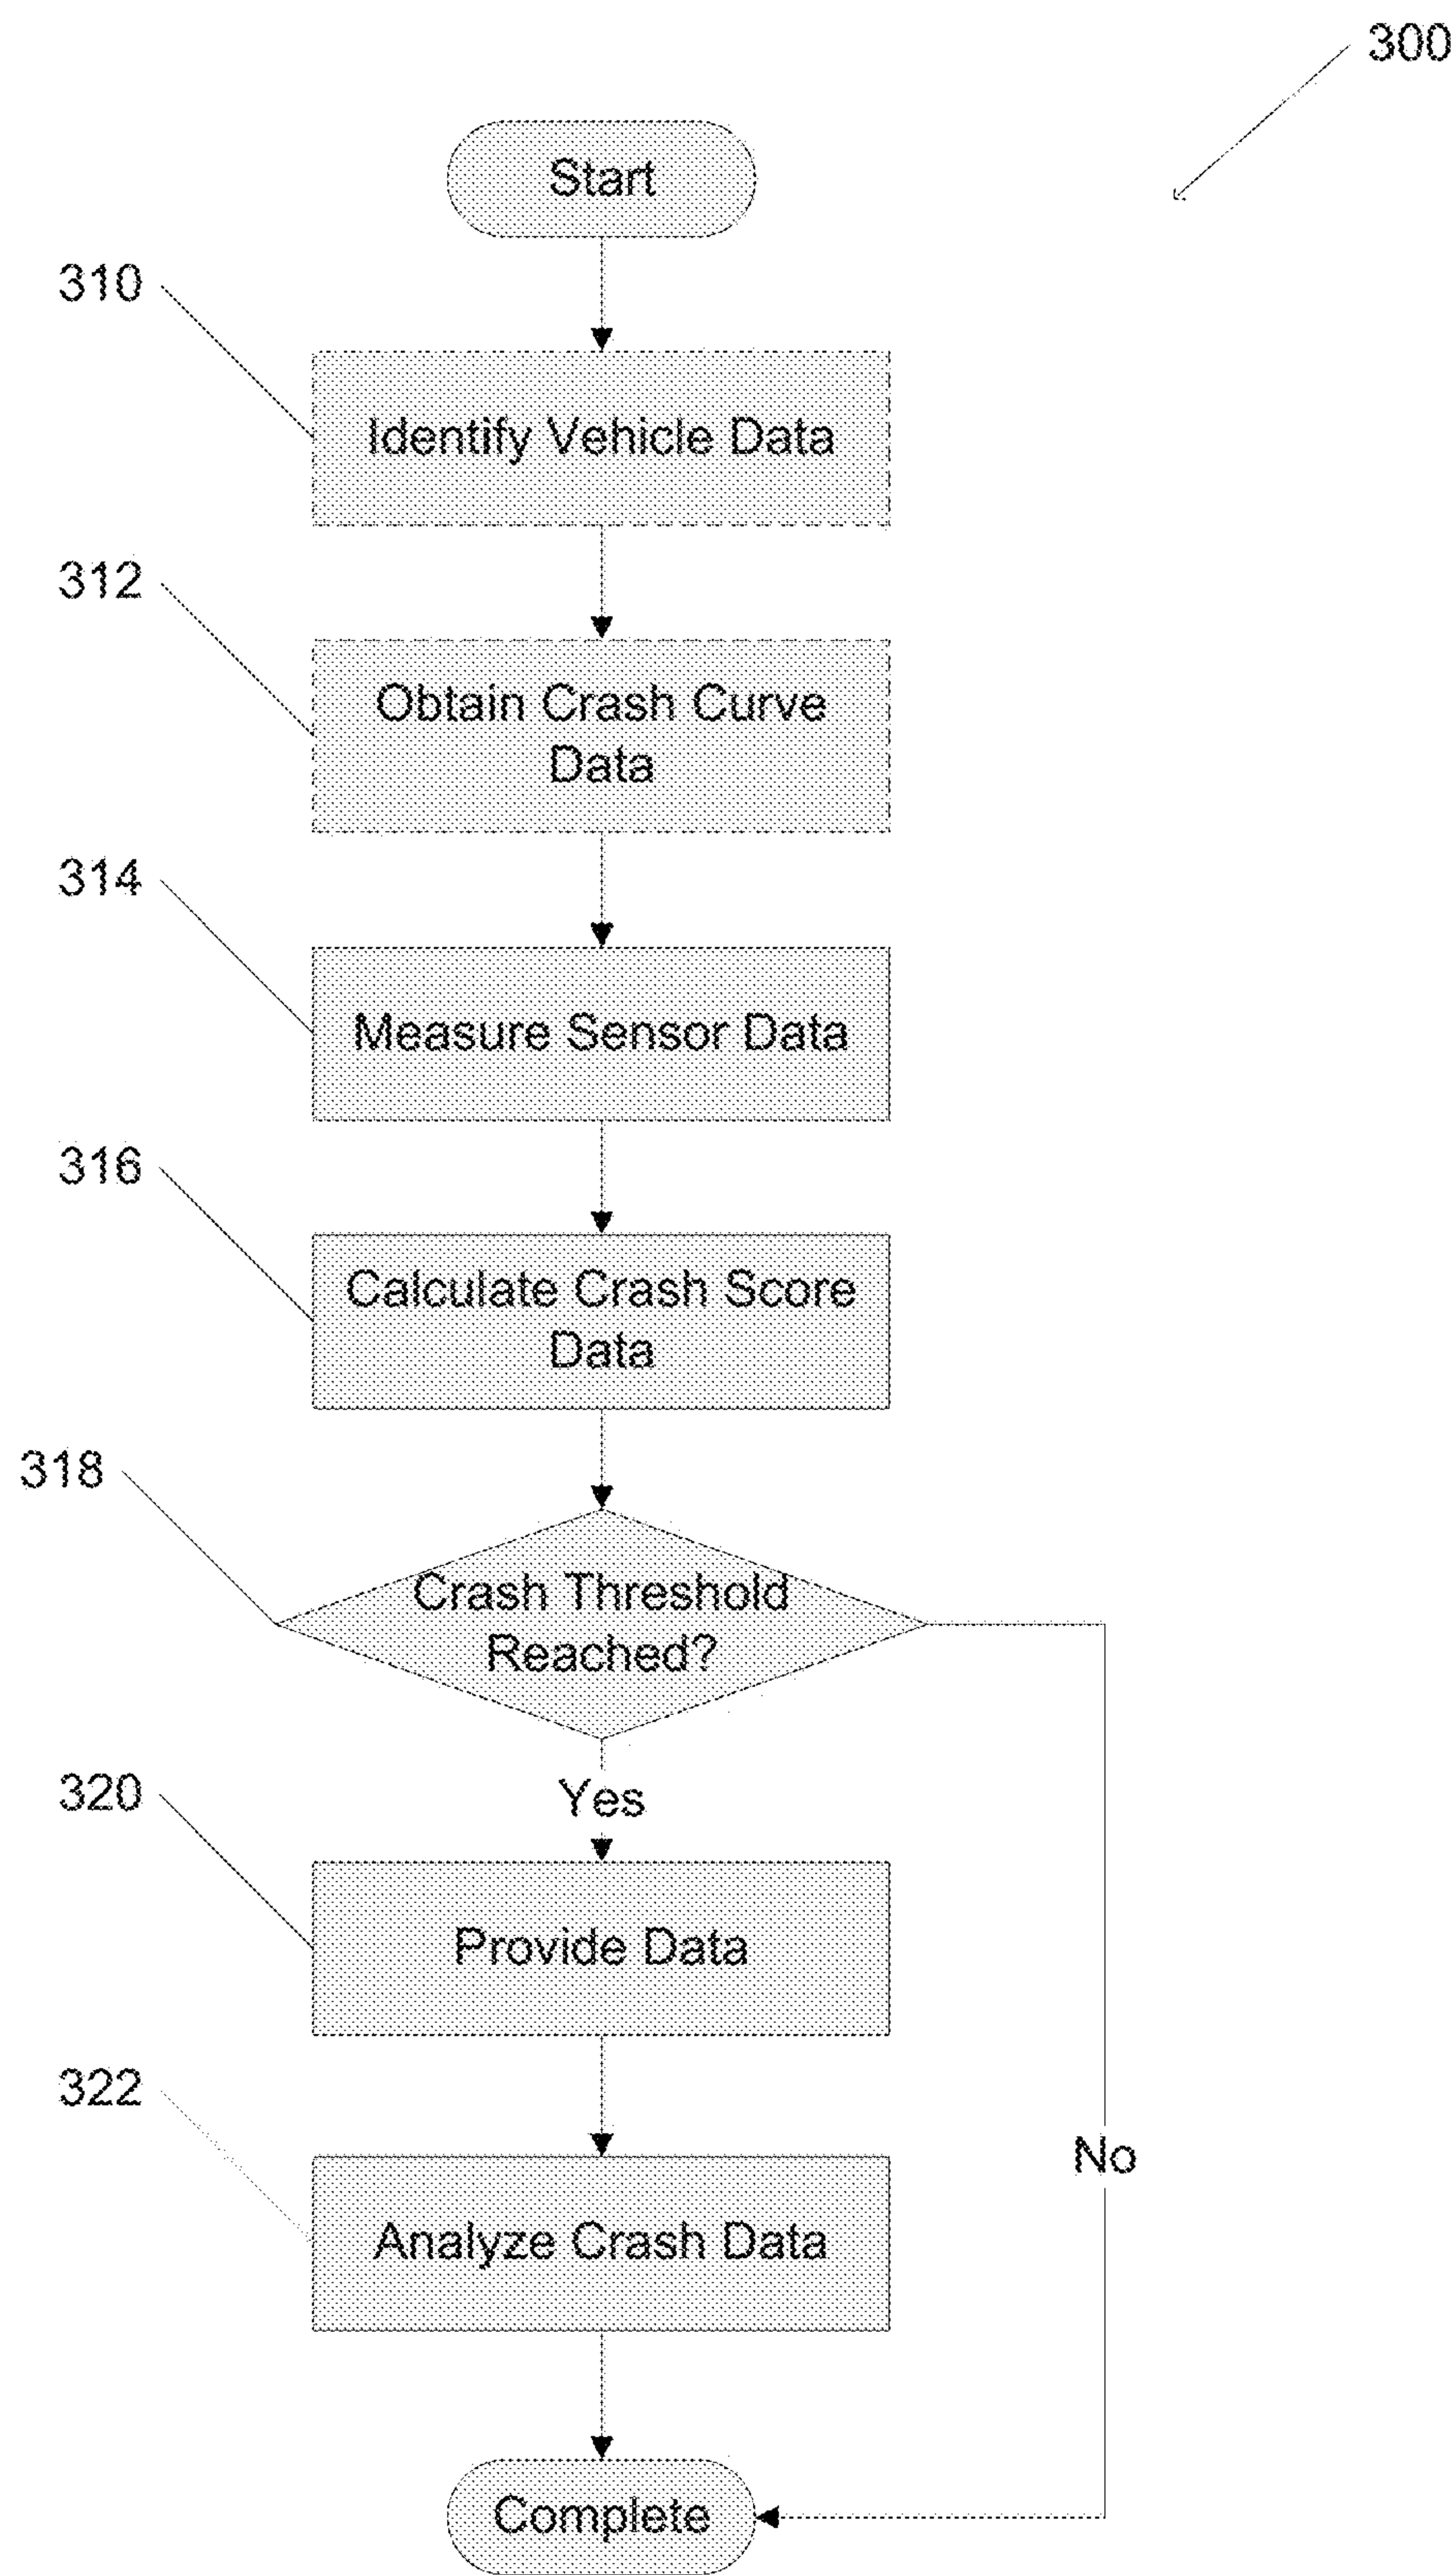 300
Start
310
Identify Vehicle Data
312
Obtain Crash Curve
Data
314
Measure Sensor Data
316
Calculate Crash Score
Data
318
Crash Threshold
Reached?
Yes
320
Provide Data
322
No
Analyze Crash Data
Complete